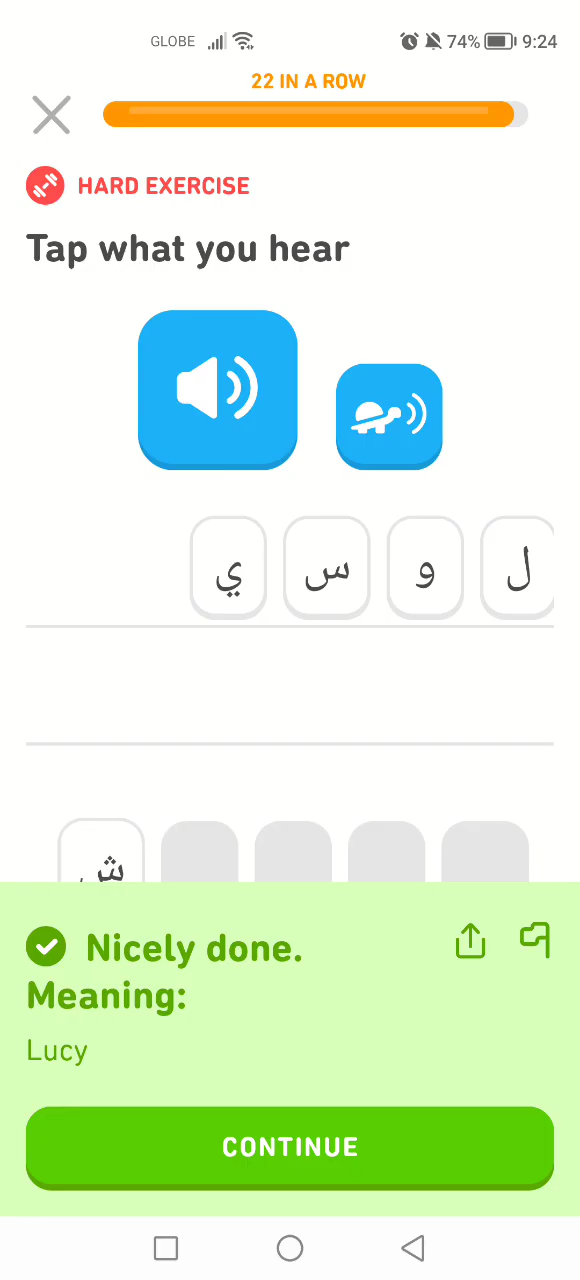 GLOBE 74% 9:24
22 IN A ROW
HARD EXERCISE
Tap what you hear
ل و س ي
ش
Nicely done.
Meaning:
Lucy
CONTINUE